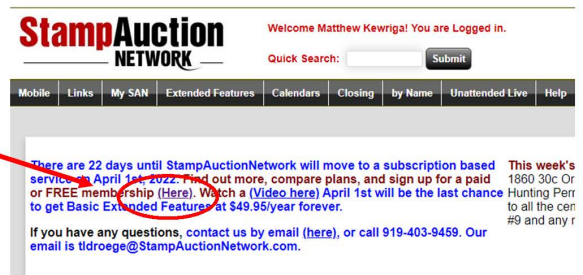 StampAuction
NETWORK
Welcome Matthew Kewriga! You are Logged in.
Quick Search: Submit
Mobile Links My SAN Extended Features Calendars Closing by Name Unattended Live Help
There are 22 days until StampAuctionNetwork will move to a subscription based
service on April 1st, 2022. Find out more, compare plans, and sign up for a paid
or FREE membership (Here). Watch a (Video here) April 1st will be the last chance
to get Basic Extended Features at $49.95/year forever.
If you have any questions, contact us by email (here), or call 919-403-9459. Our
email is tldroege@StampAuctionNetwork.com.
This week's
1860 30c Or
Hunting Perr
to all the cent
#9 and any r